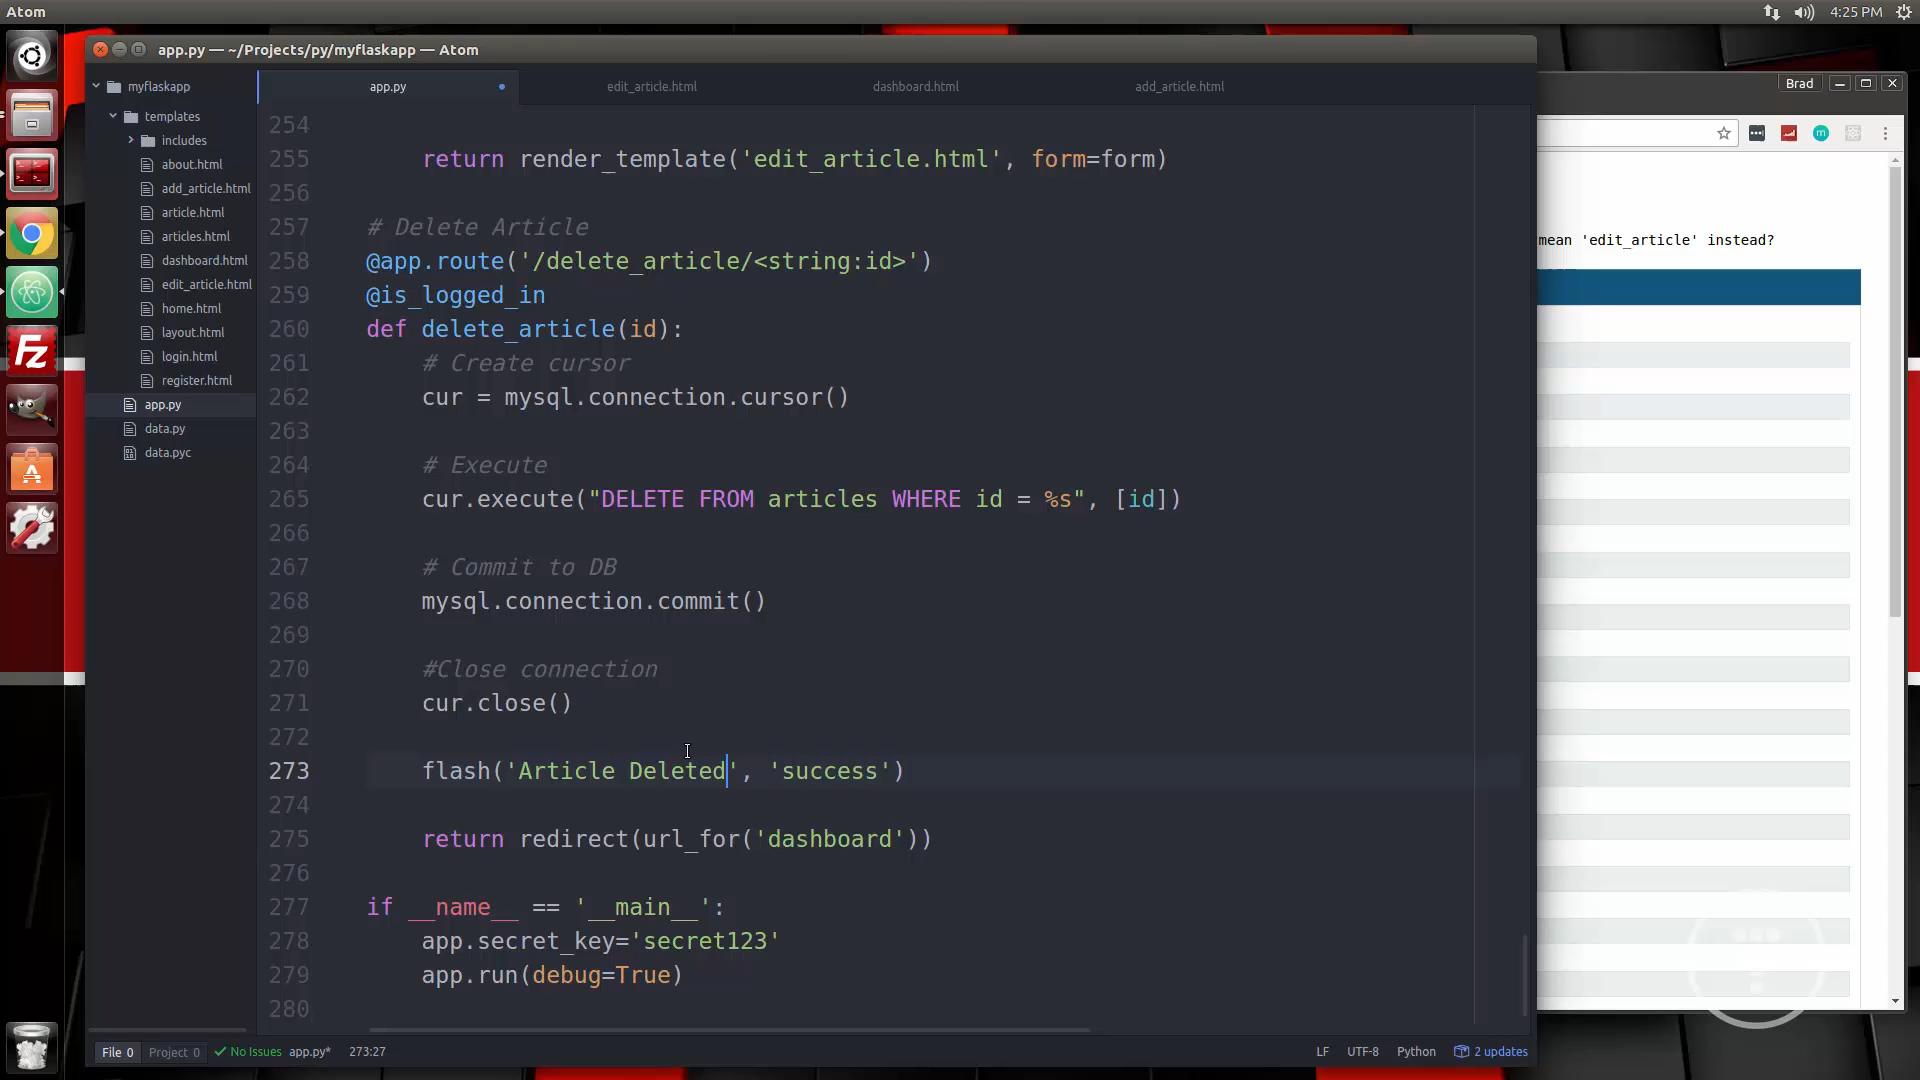 Atom
4:25 PM
app.py — ~/Projects/py/myflaskapp — Atom
Brad
myflaskapp
app.py
edit_article.html
dashboard.html
add_article.html
templates
includes
about.html
add_article.html
article.html
articles.html
dashboard.html
edit_article.html
home.html
layout.html
login.html
register.html
app.py
data.py
data.pyc
254
255 return render_template('edit_article.html', form=form)
256
257 # Delete Article
258 @app.route('/delete_article/<string:id>')
259 @is_logged_in
260 def delete_article(id):
261 # Create cursor
262 cur = mysql.connection.cursor()
263
264 # Execute
265 cur.execute("DELETE FROM articles WHERE id = %s", [id])
266
267 # Commit to DB
268 mysql.connection.commit()
269
270 #Close connection
271 cur.close()
272
273 flash('Article Deleted', 'success')
274
275 return redirect(url_for('dashboard'))
276
277 if __name__ == '__main__':
278 app.secret_key='secret123'
279 app.run(debug=True)
280
mean 'edit_article' instead?
File 0 Project 0 No Issues app.py* 273:27
LF UTF-8 Python 2 updates